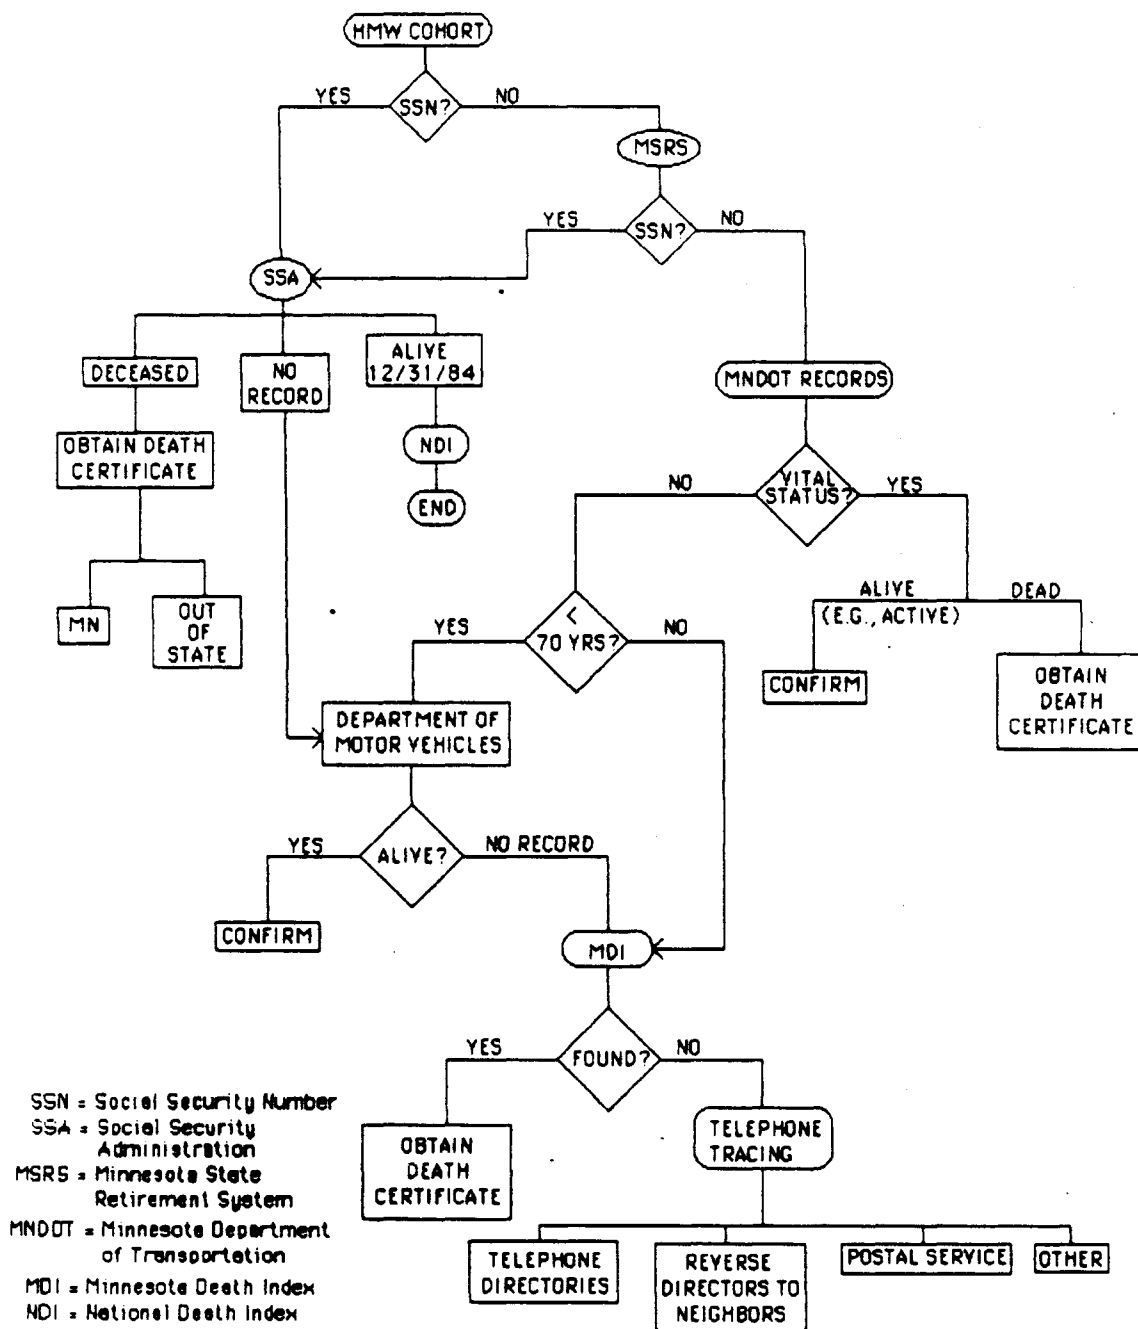 HMW COHORT
YES
SSN?
NO
MSRS
YES
SSN?
NO
SSA
DECEASED
NO
RECORD
ALIVE
12/31/84
MNDOT RECORDS
OBTAIN DEATH
CERTIFICATE
NDI
END
NO
VITAL
STATUS?
YES
MN
OUT
OF
STATE
YES
<
70 YRS?
NO
ALIVE
(E.G., ACTIVE)
DEAD
CONFIRM
OBTAIN
DEATH
CERTIFICATE
DEPARTMENT OF
MOTOR VEHICLES
YES
ALIVE?
NO RECORD
CONFIRM
MDI
YES
FOUND?
NO
OBTAIN
DEATH
CERTIFICATE
TELEPHONE
TRACING
TELEPHONE
DIRECTORIES
REVERSE
DIRECTORS TO
NEIGHBORS
POSTAL SERVICE
OTHER
SSN = Social Security Number
SSA = Social Security
Administration
MSRS = Minnesota State
Retirement System
MNDOT = Minnesota Department
of Transportation
MDI = Minnesota Death Index
NDI = National Death Index